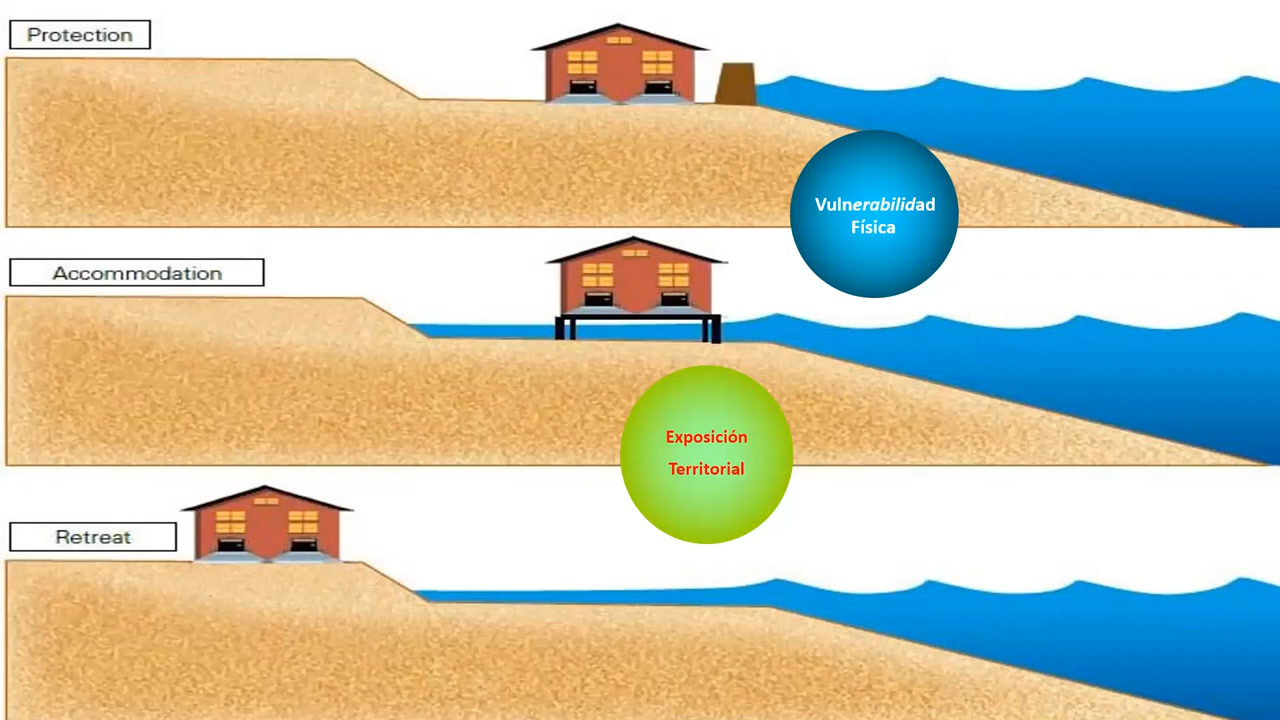 Protection
Vulnerabilidad
Física
Accommodation
Exposición
Territorial
Retreat